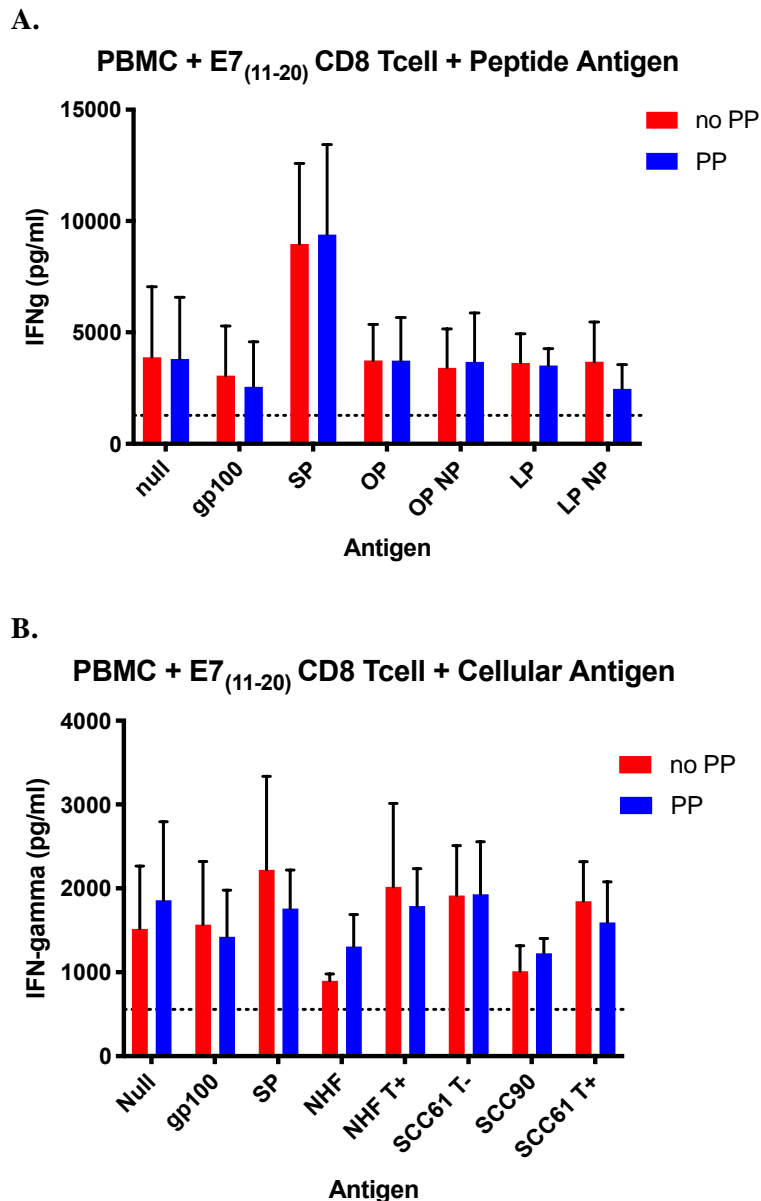 A.
PBMC + E7(11-20) CD8 Tcell + Peptide Antigen
15000
10000
5000
0
IFNg (pg/ml)
no PP
PP
null
gp100
SP
OP
OP NP
LP
LP NP
Antigen
B.
PBMC + E7(11-20) CD8 Tcell + Cellular Antigen
4000
3000
2000
1000
0
IFN-gamma (pg/ml)
no PP
PP
Null
gp100
SP
NHF
NHF T+
SCC61 T-
SCC90
SCC61 T+
Antigen